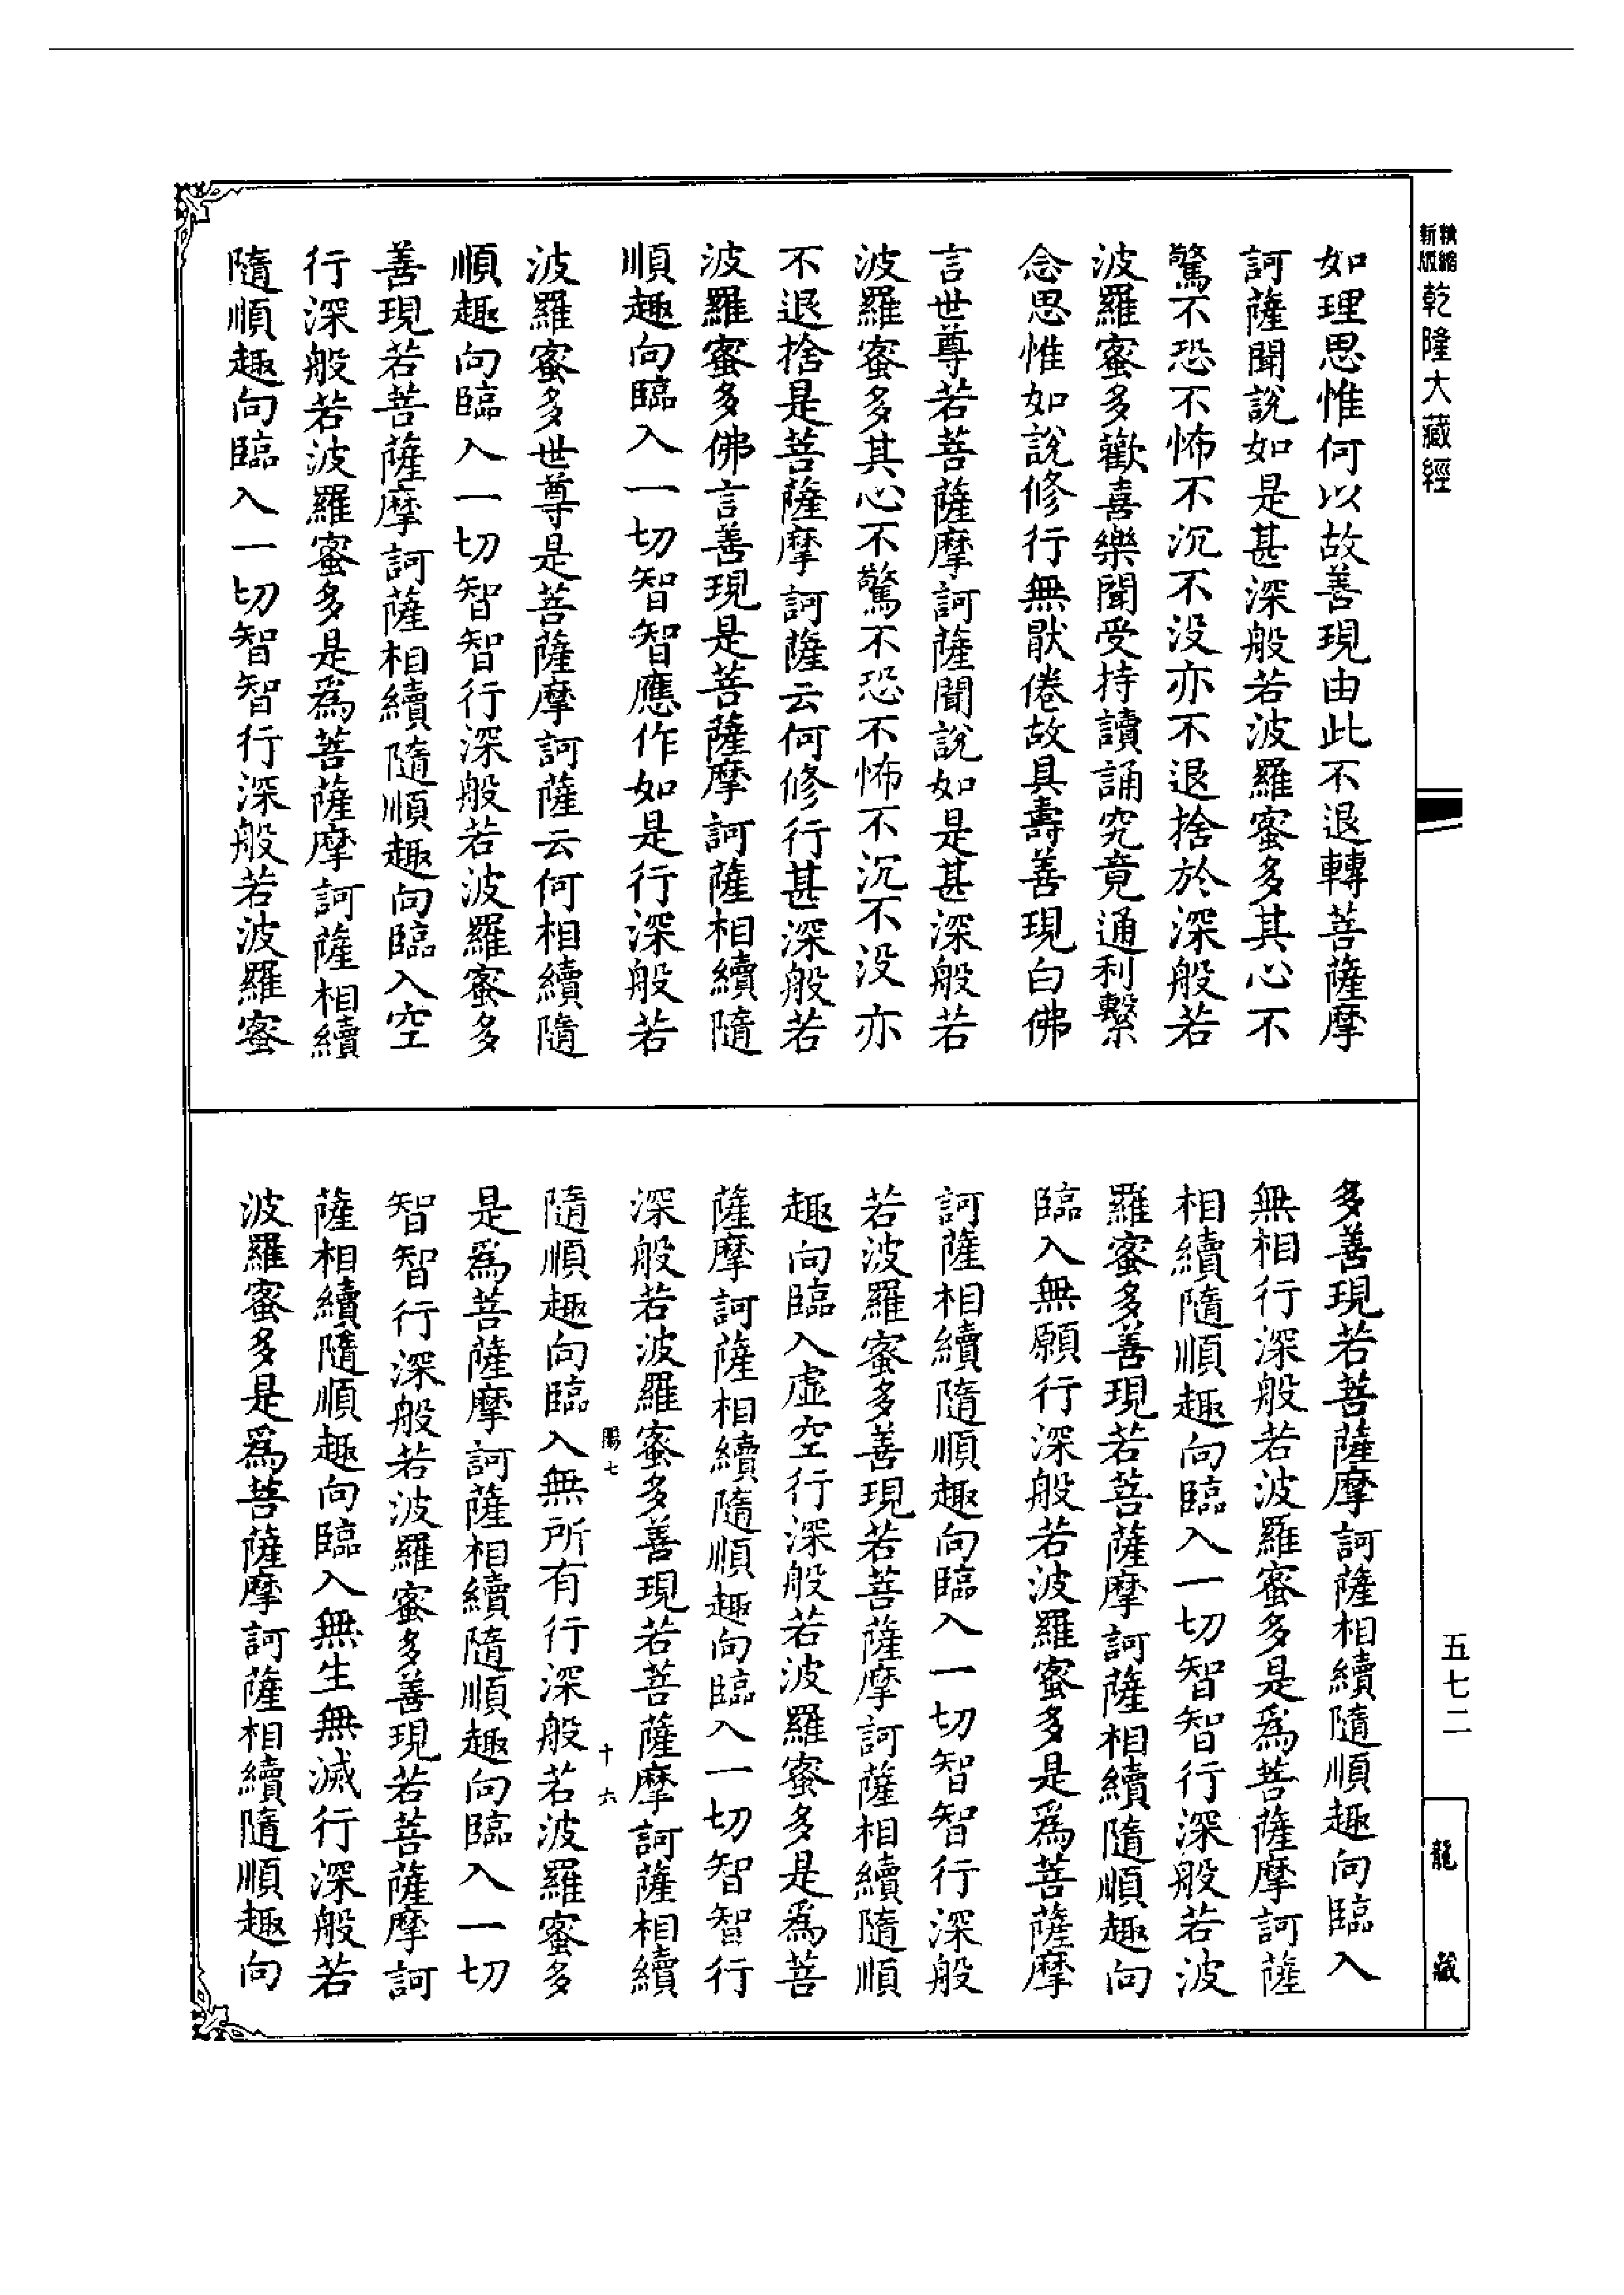 精縮新版乾隆大藏經
如理思惟何以故善現由此不退轉菩薩摩
訶薩聞說如是甚深般若波羅蜜多其心不
驚不恐不怖不沉不没亦不退捨於深般若
波羅蜜多歡喜樂聞受持讀誦究竟通利繫
念思惟如說修行無猒倦故具壽善現白佛
言世尊若菩薩摩訶薩聞說如是甚深般若
波羅蜜多其心不驚不恐不怖不沉不没亦
不退捨是菩薩摩訶薩云何修行甚深般若
波羅蜜多佛言善現是菩薩摩訶薩相續隨
順趣向臨入一切智智應作如是行深般若
波羅蜜多世尊是菩薩摩訶薩云何相續隨
順趣向臨入一切智智行深般若波羅蜜多
善現若菩薩摩訶薩相續隨順趣向臨入空
行深般若波羅蜜多是爲菩薩摩訶薩相續
隨順趣向臨入一切智智行深般若波羅蜜
多善現若菩薩摩訶薩相續隨順趣向臨入
無相行深般若波羅蜜多是爲菩薩摩訶薩
相續隨順趣向臨入一切智智行深般若波
羅蜜多善現若菩薩摩訶薩相續隨順趣向
臨入無願行深般若波羅蜜多是爲菩薩摩
訶薩相續隨順趣向臨入一切智智行深般
若波羅蜜多善現若菩薩摩訶薩相續隨順
趣向臨入虛空行深般若波羅蜜多是爲菩
薩摩訶薩相續隨順趣向臨入一切智智行
深般若波羅蜜多善現若菩薩摩訶薩相續
陽七 十六
隨順趣向臨入無所有行深般若波羅蜜多
是爲菩薩摩訶薩相續隨順趣向臨入一切
智智行深般若波羅蜜多善現若菩薩摩訶
薩相續隨順趣向臨入無生無滅行深般若
波羅蜜多是爲菩薩摩訶薩相續隨順趣向
五七二
龍藏